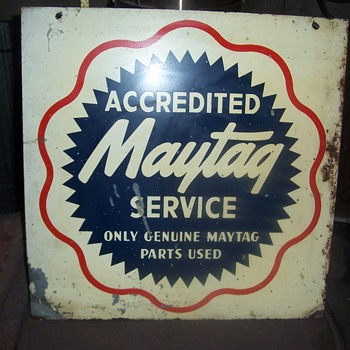 ACCREDITED
Maytag
SERVICE
ONLY GENUINE MAYTAG
PARTS USED